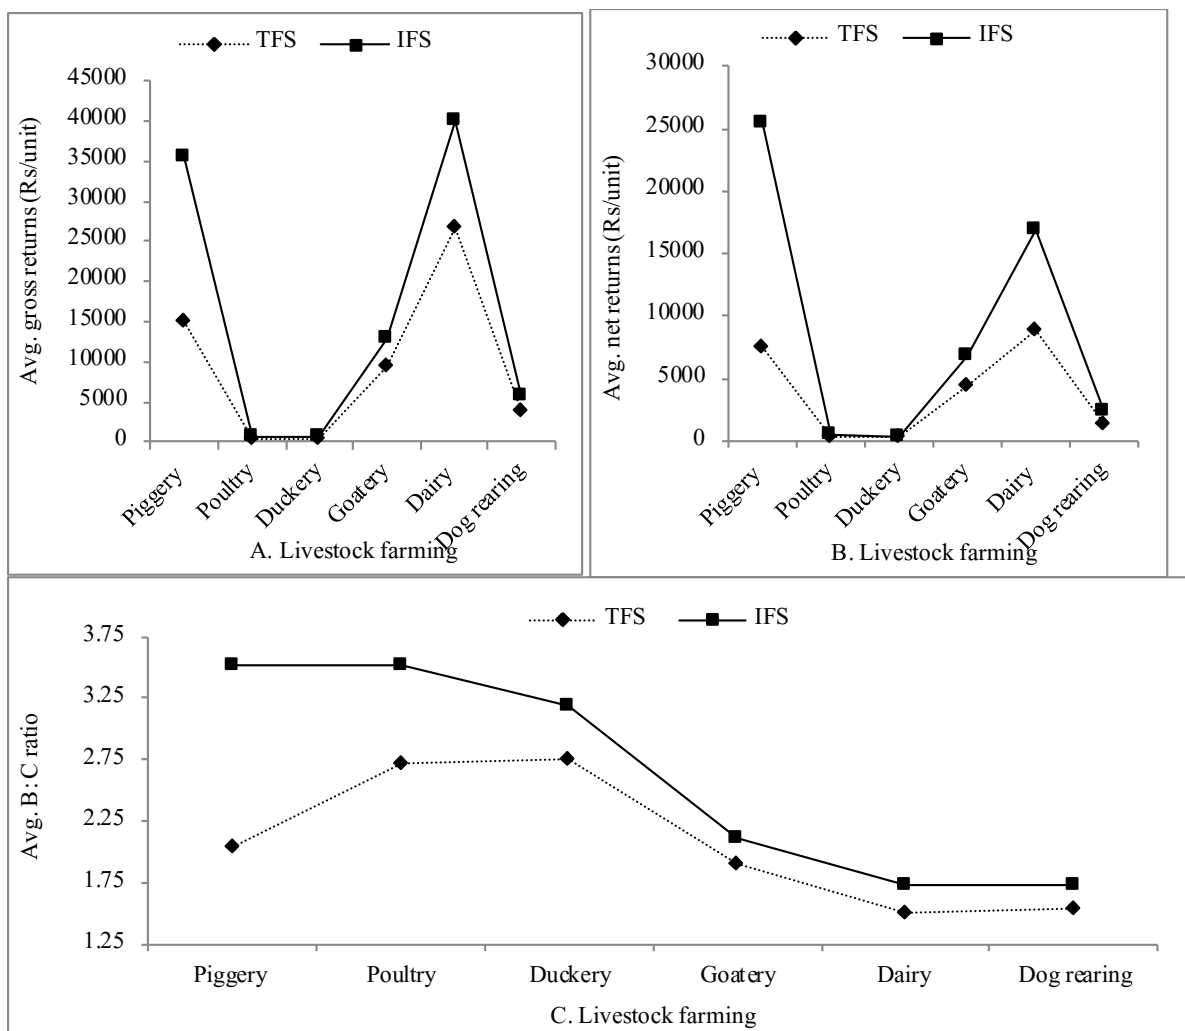 TFS IFS
Avg. gross returns (Rs/unit)
45000
40000
35000
30000
25000
20000
15000
10000
5000
0
Piggery
Poultry
Duckery
Goatery
Dairy
Dog rearing
A. Livestock farming
TFS IFS
Avg. net returns (Rs/unit)
30000
25000
20000
15000
10000
5000
0
Piggery
Poultry
Duckery
Goatery
Dairy
Dog rearing
B. Livestock farming
TFS IFS
Avg. B:C ratio
3.75
3.25
2.75
2.25
1.75
1.25
Piggery Poultry Duckery Goatery Dairy Dog rearing
C. Livestock farming